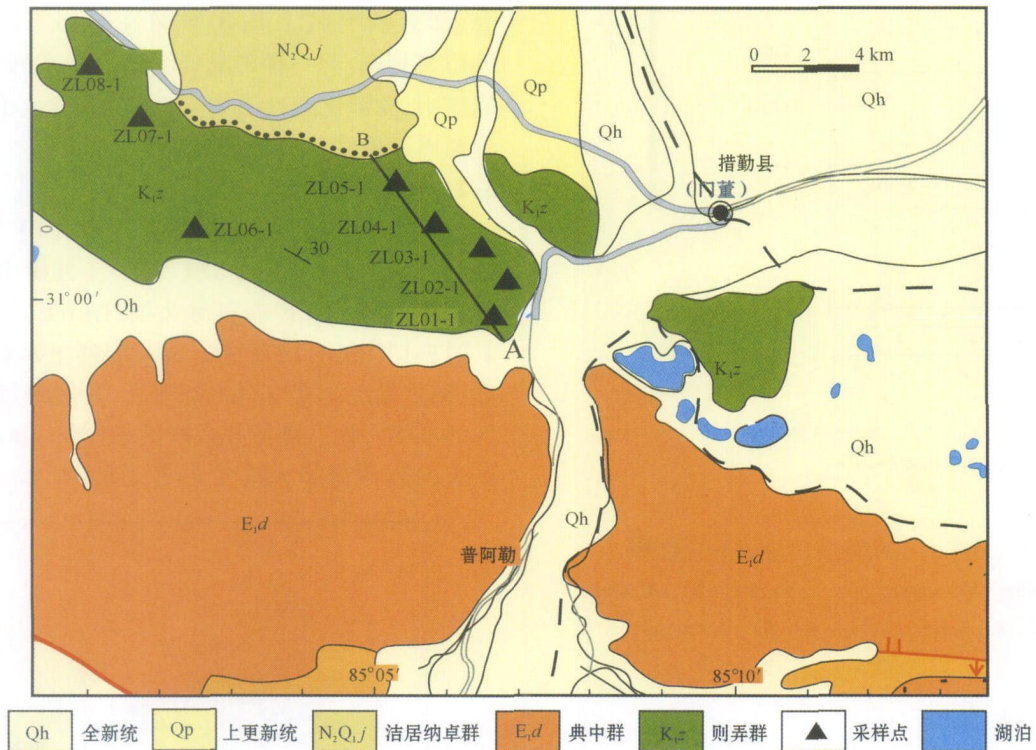 N₂Q₁j
0 2 4 km
ZL08-1
Qp
Qh
Qp
Qh
ZL07-1
B
措勤县
(门董)
ZL05-1
K₁z
K₁z
ZL04-1
ZL06-1
30
ZL03-1
ZL02-1
31°00′
Qh
ZL01-1
A
K₁z
Qh
E₁d
Qh
普阿勒
E₁d
85°05′
85°10′
Qh 全新统 Qp 上更新统 N₂Q₁j 洁居纳卓群 E₁d 典中群 K₁z 则弄群 采样点 湖泊